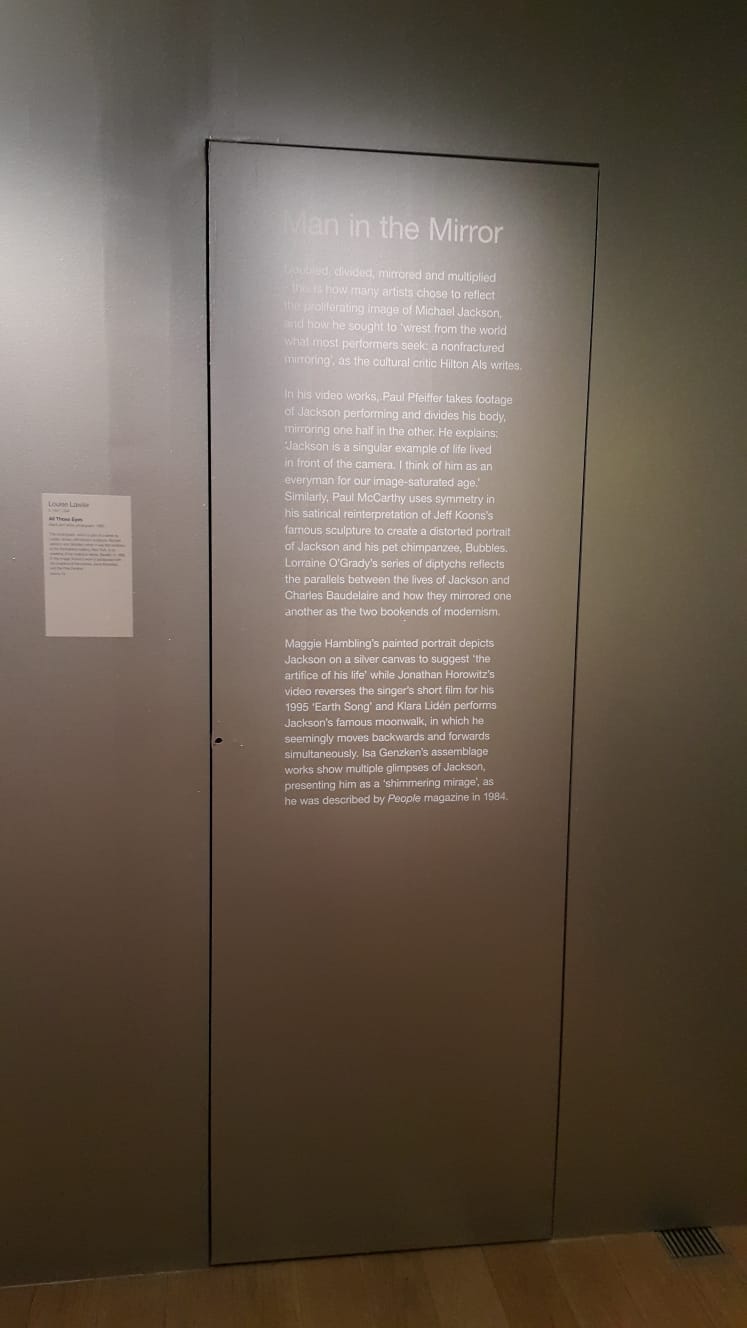 Man in the Mirror
Doubled, divided, mirrored and multiplied
– this is how many artists chose to reflect
the proliferating image of Michael Jackson,
and how he sought to ‘wrest from the world
what most performers seek: a nonfractured
mirroring’, as the cultural critic Hilton Als writes.
In his video works, Paul Pfeiffer takes footage
of Jackson performing and divides his body,
mirroring one half in the other. He explains:
‘Jackson is a singular example of life lived
in front of the camera. I think of him as an
everyman for our image-saturated age.’
Similarly, Paul McCarthy uses symmetry in
his satirical reinterpretation of Jeff Koons’s
famous sculpture to create a distorted portrait
of Jackson and his pet chimpanzee, Bubbles.
Lorraine O’Grady’s series of diptychs reflects
the parallels between the lives of Jackson and
Charles Baudelaire and how they mirrored one
another as the two bookends of modernism.
Maggie Hambling’s painted portrait depicts
Jackson on a silver canvas to suggest ‘the
artifice of his life’ while Jonathan Horowitz’s
video reverses the singer’s short film for his
1995 ‘Earth Song’ and Klara Lidén performs
Jackson’s famous moonwalk, in which he
seemingly moves backwards and forwards
simultaneously. Isa Genzken’s assemblage
works show multiple glimpses of Jackson,
presenting him as a ‘shimmering mirage’, as
he was described by People magazine in 1984.
Louise Lawler
All Those Eyes